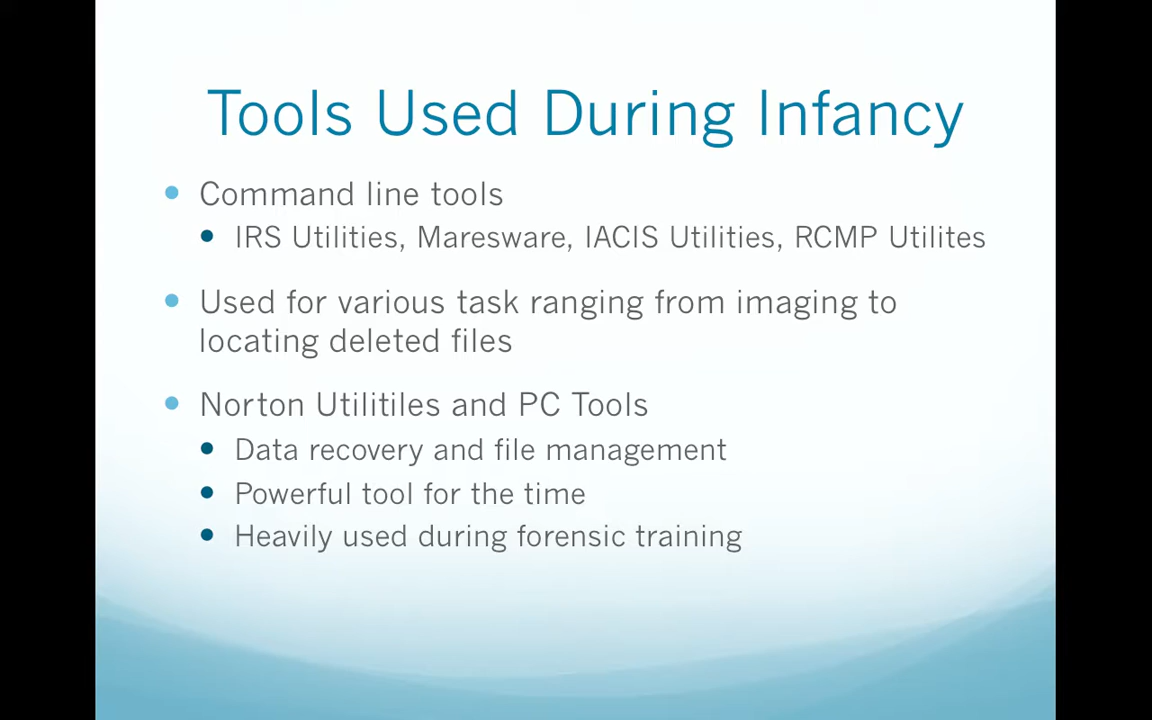 Tools Used During Infancy
Command line tools
IRS Utilities, Maresware, IACIS Utilities, RCMP Utilites
Used for various task ranging from imaging to
locating deleted files
Norton Utilitiles and PC Tools
Data recovery and file management
Powerful tool for the time
Heavily used during forensic training